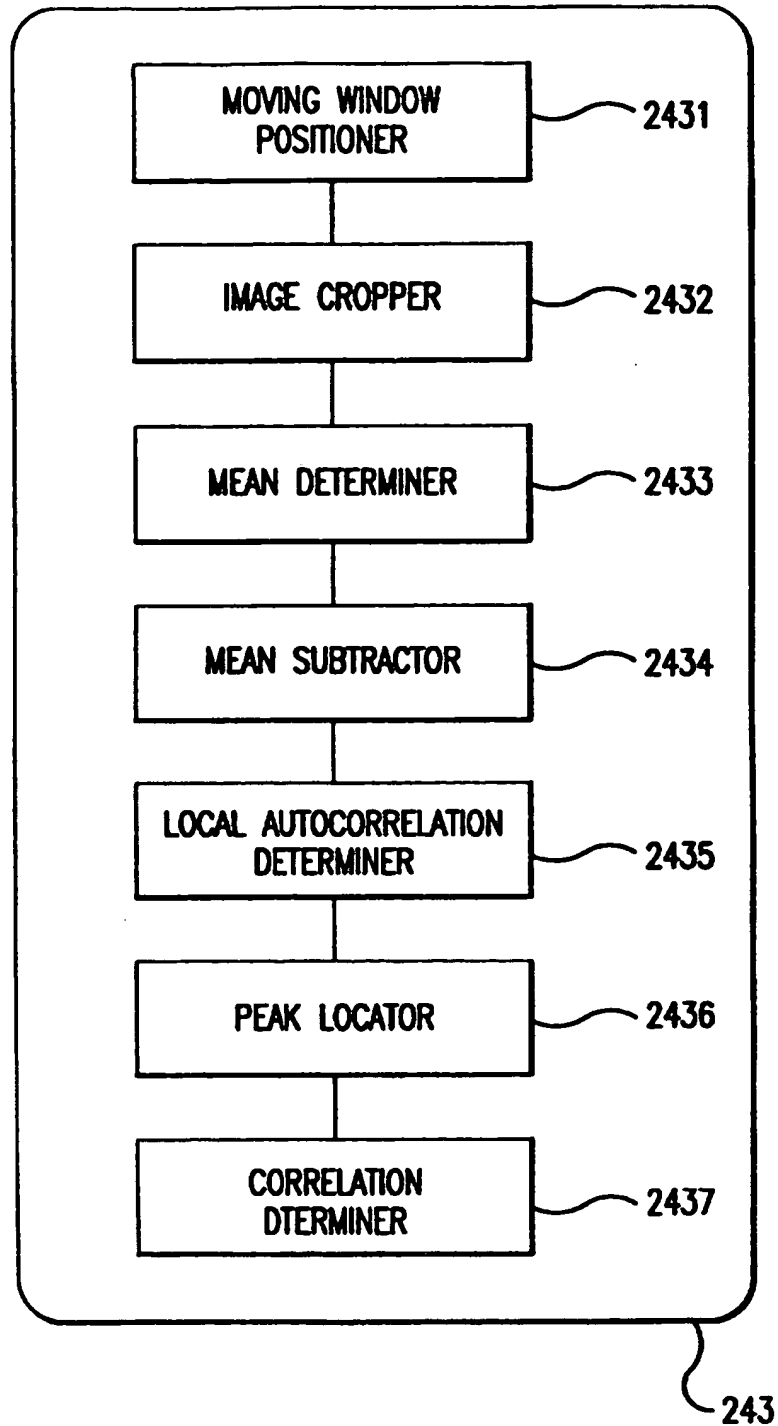 MOVING WINDOW
POSITIONER
2431
IMAGE CROPPER
2432
MEAN DETERMINER
2433
MEAN SUBTRACTOR
2434
LOCAL AUTOCORRELATION
DETERMINER
2435
PEAK LOCATOR
2436
CORRELATION
DTERMINER
2437
243